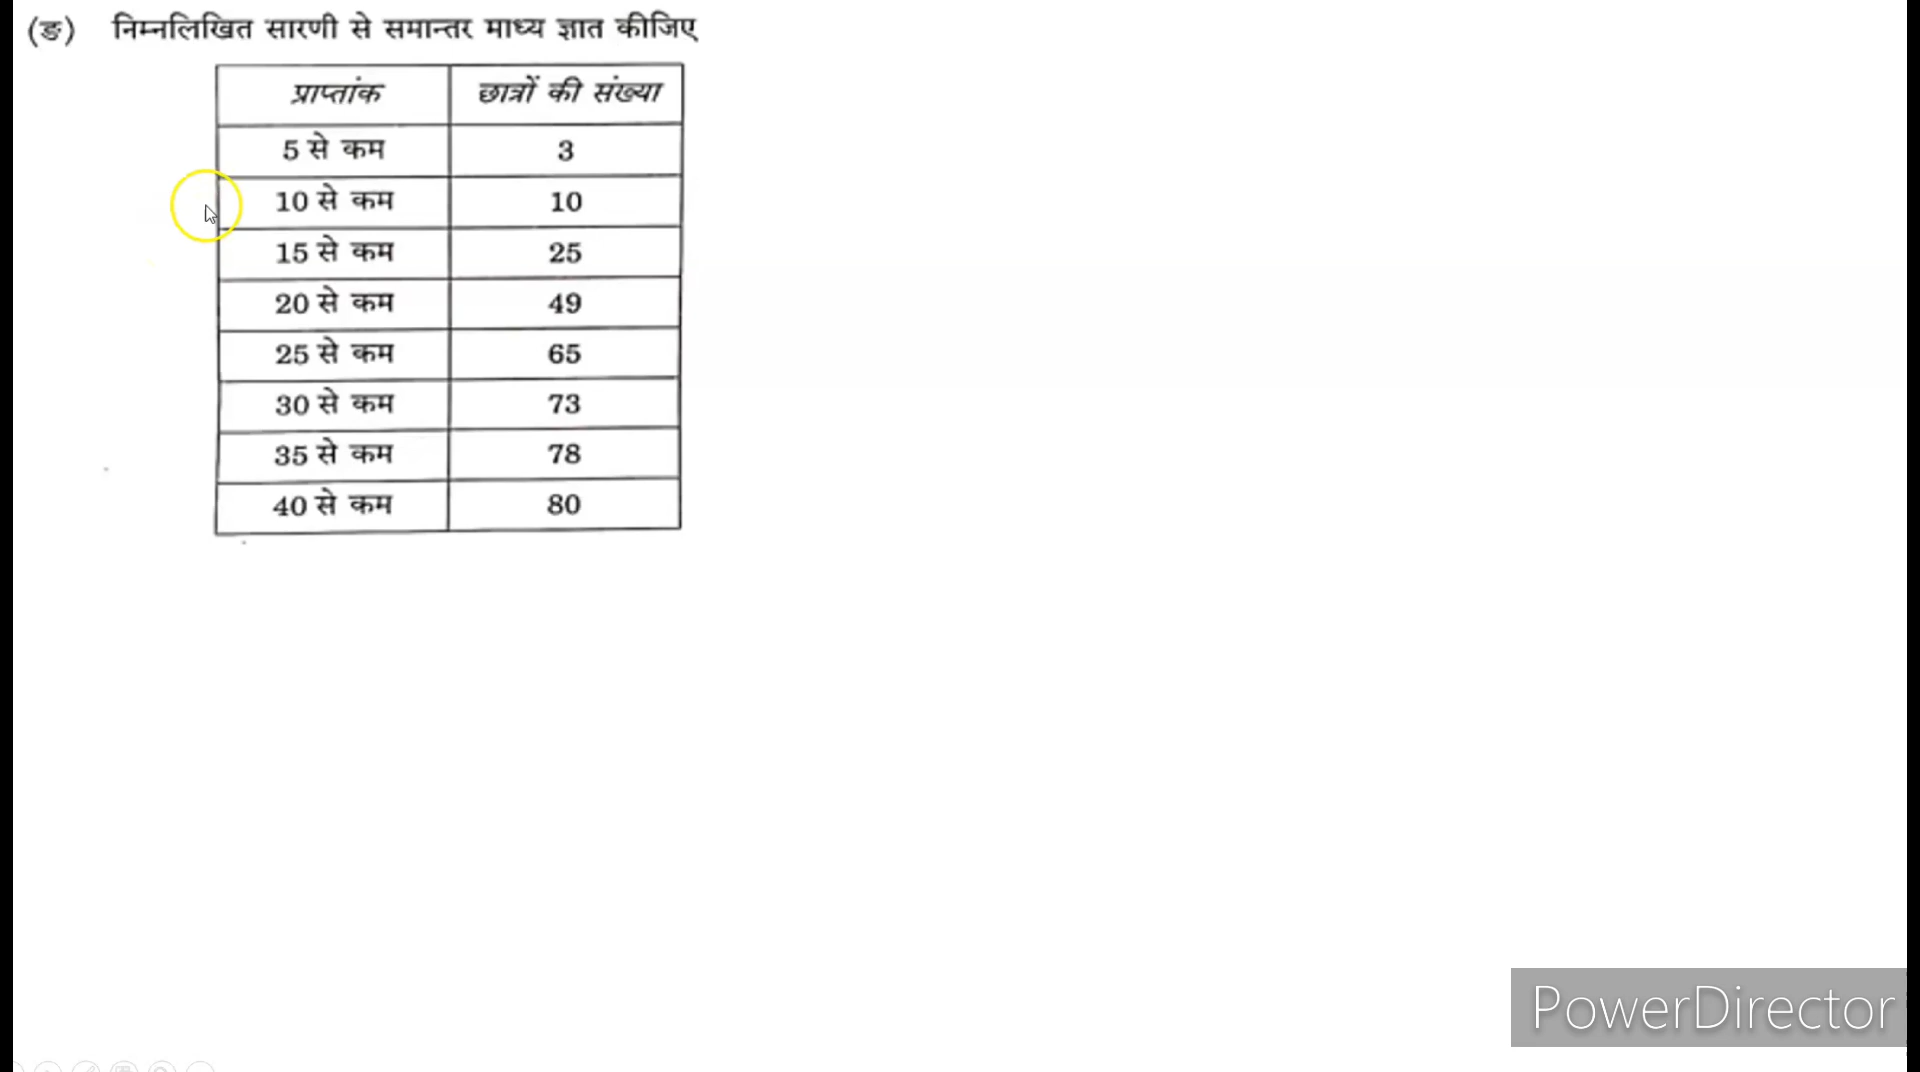 (ङ) निम्नलिखित सारणी से समान्तर माध्य ज्ञात कीजिए
प्राप्तांक छात्रों की संख्या
5 से कम 3
10 से कम 10
15 से कम 25
20 से कम 49
25 से कम 65
30 से कम 73
35 से कम 78
40 से कम 80
PowerDirector